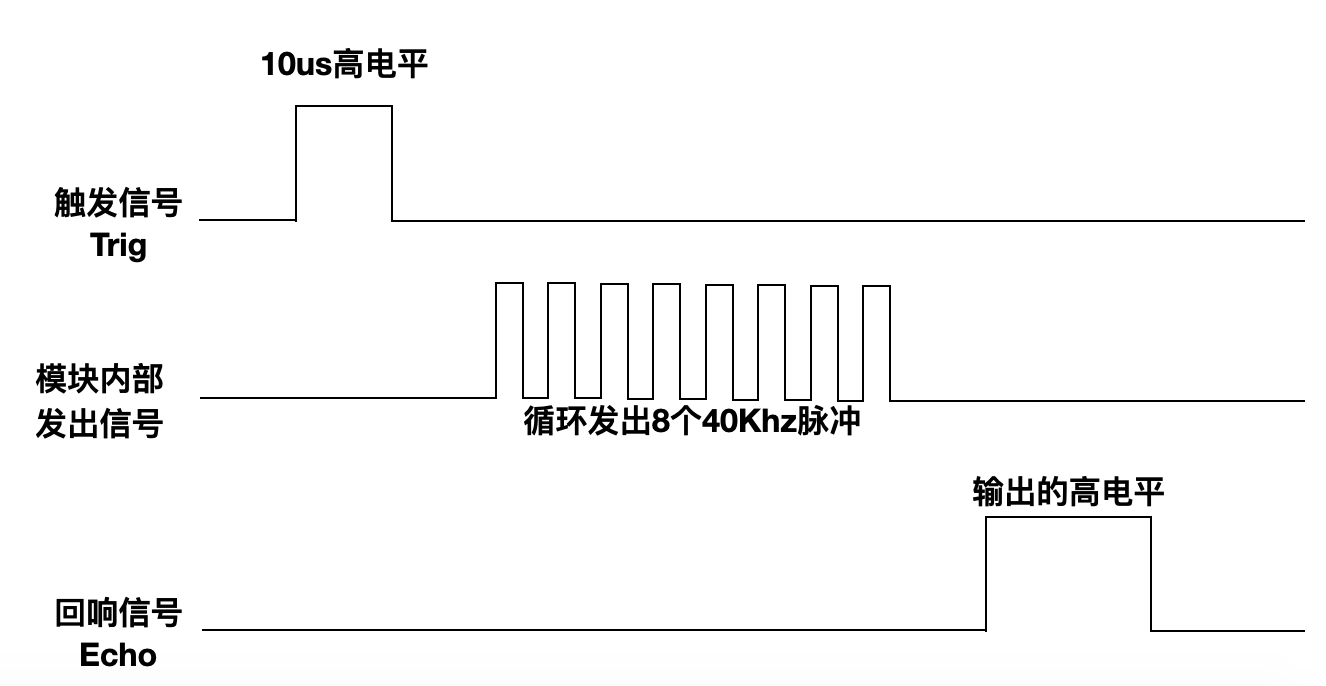 10us高电平
触发信号
Trig
模块内部
发出信号
循环发出8个40Khz脉冲
输出的高电平
回响信号
Echo